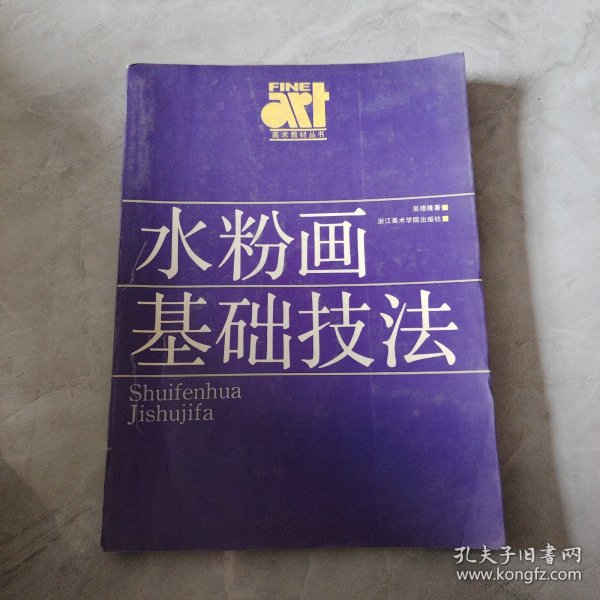 FINE
art
美术教材丛书
吴德隆著
浙江美术学院出版社
水粉画
基础技法
Shuifenhua
Jishujifa
孔夫子旧书网
www.kongfz.com